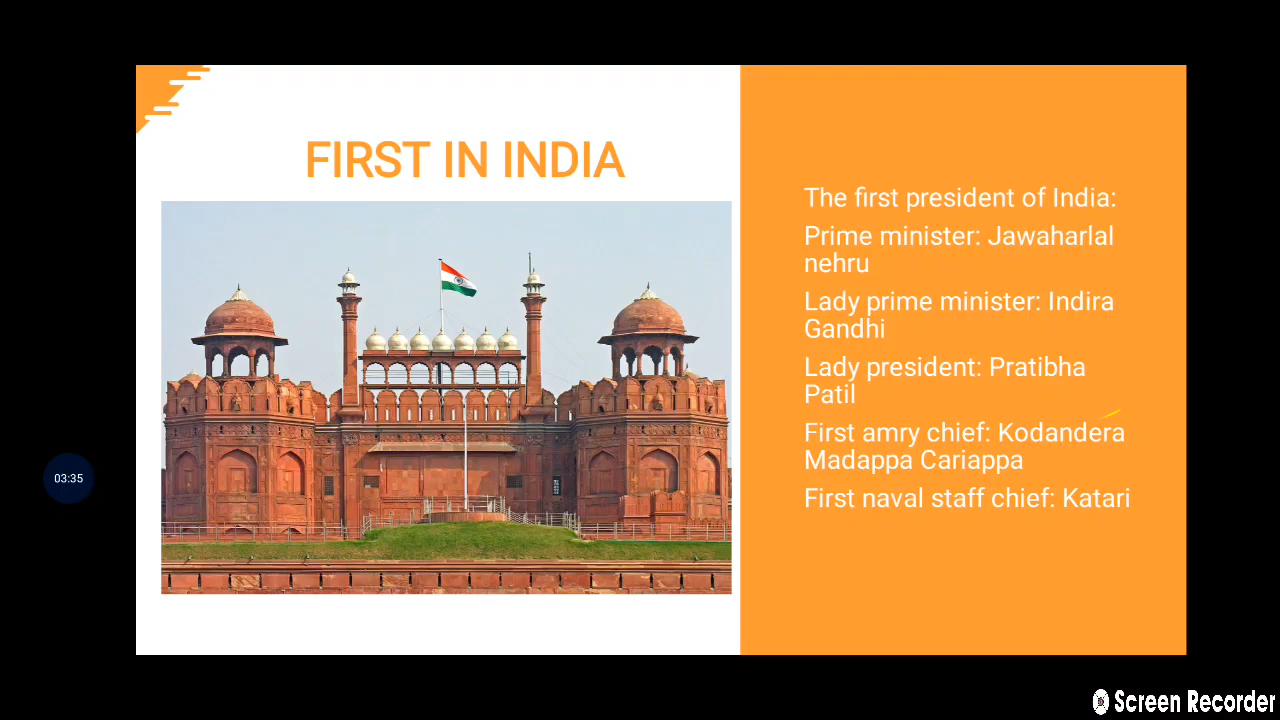 FIRST IN INDIA
The first president of India:
Prime minister: Jawaharlal
nehru
Lady prime minister: Indira
Gandhi
Lady president: Pratibha
Patil
First amry chief: Kodandera
Madappa Cariappa
First naval staff chief: Katari
03:35
Screen Recorder